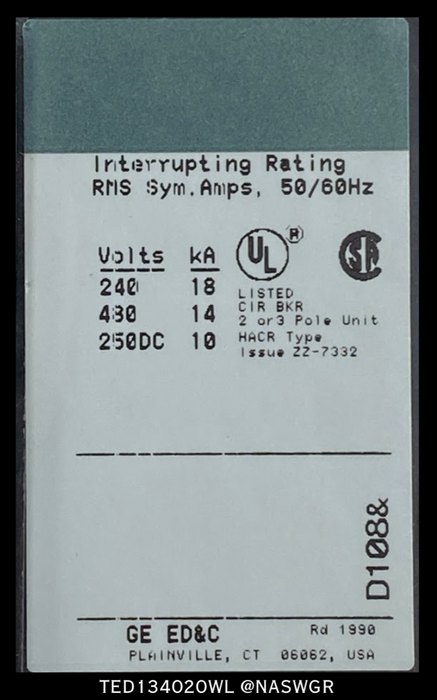 Interrupting Rating
RMS Sym.Amps, 50/60Hz
Volts kA
240 18
480 14
250DC 10
UL ®
SA
LISTED
CIR BKR
2 or3 Pole Unit
HACR Type
Issue ZZ-7332
D108&
GE ED&C Rd 1990
PLAINVILLE, CT 06062, USA
TED134020WL @NASWGR